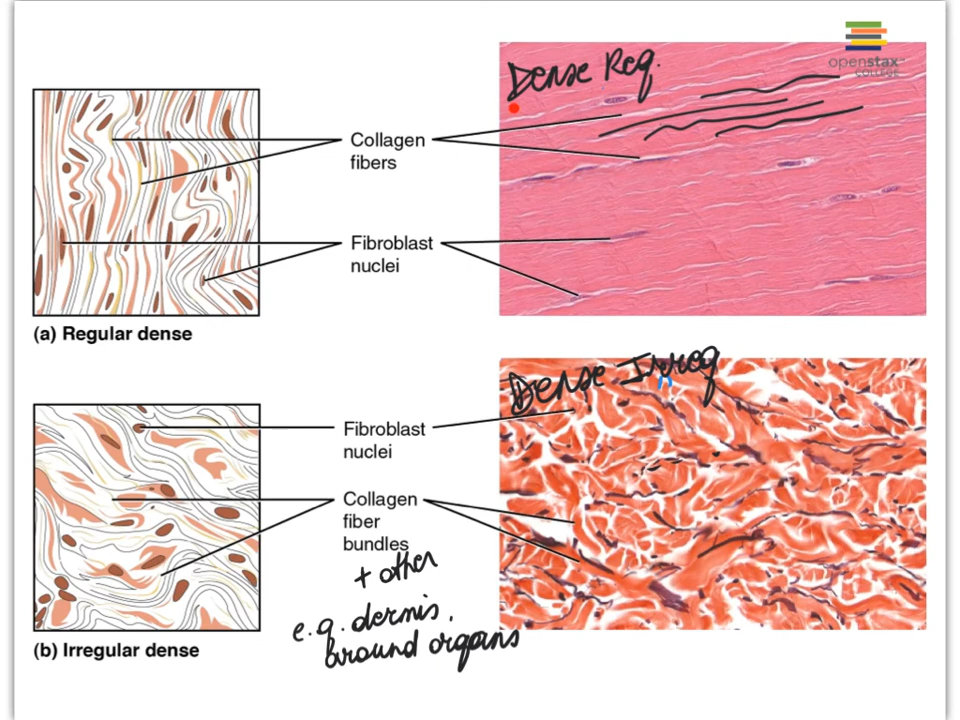 openstax™
COLLEGE
Dense Reg.
Collagen
fibers
Fibroblast
nuclei
(a) Regular dense
Dense Irreg
Fibroblast
nuclei
Collagen
fiber
bundles
+ other
e.g. dermis,
around organs
(b) Irregular dense